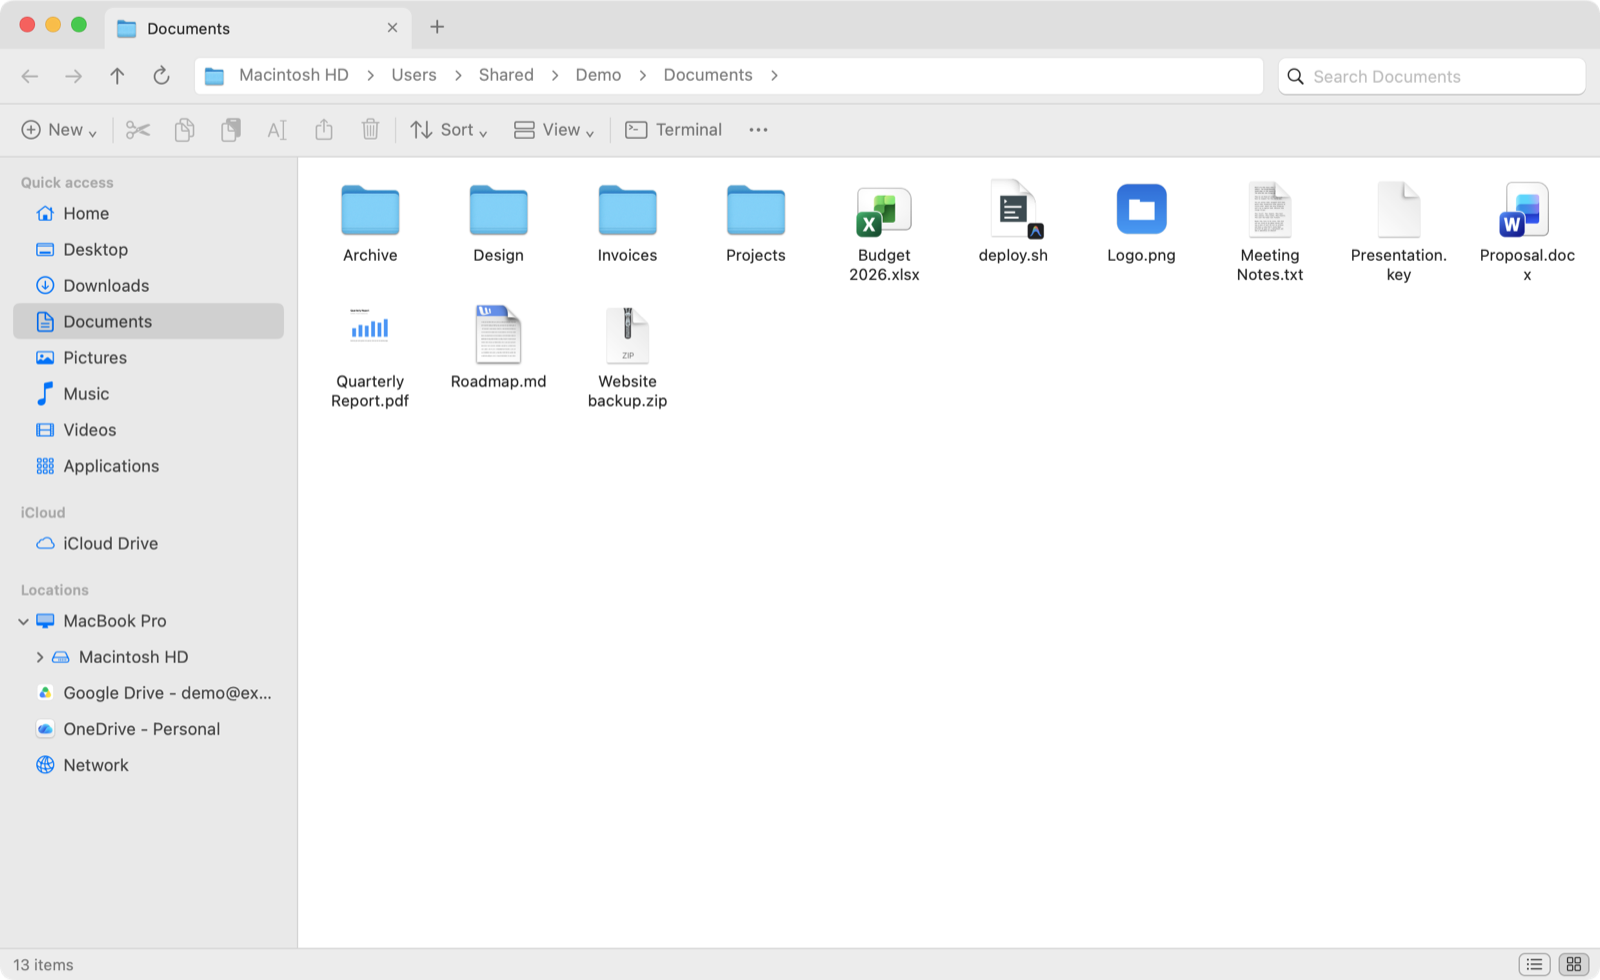 Documents
Macintosh HD
Users
Shared
Demo
Documents
Search Documents
New
Sort
View
Terminal
Quick access
Home
Desktop
Downloads
Documents
Pictures
Music
Videos
Applications
iCloud
iCloud Drive
Locations
MacBook Pro
Macintosh HD
Google Drive - demo@ex...
OneDrive - Personal
Network
Archive
Design
Invoices
Projects
Budget
2026.xlsx
deploy.sh
Logo.png
Meeting
Notes.txt
Presentation.
key
Proposal.doc
x
Quarterly
Report.pdf
Roadmap.md
ZIP
Website
backup.zip
13 items